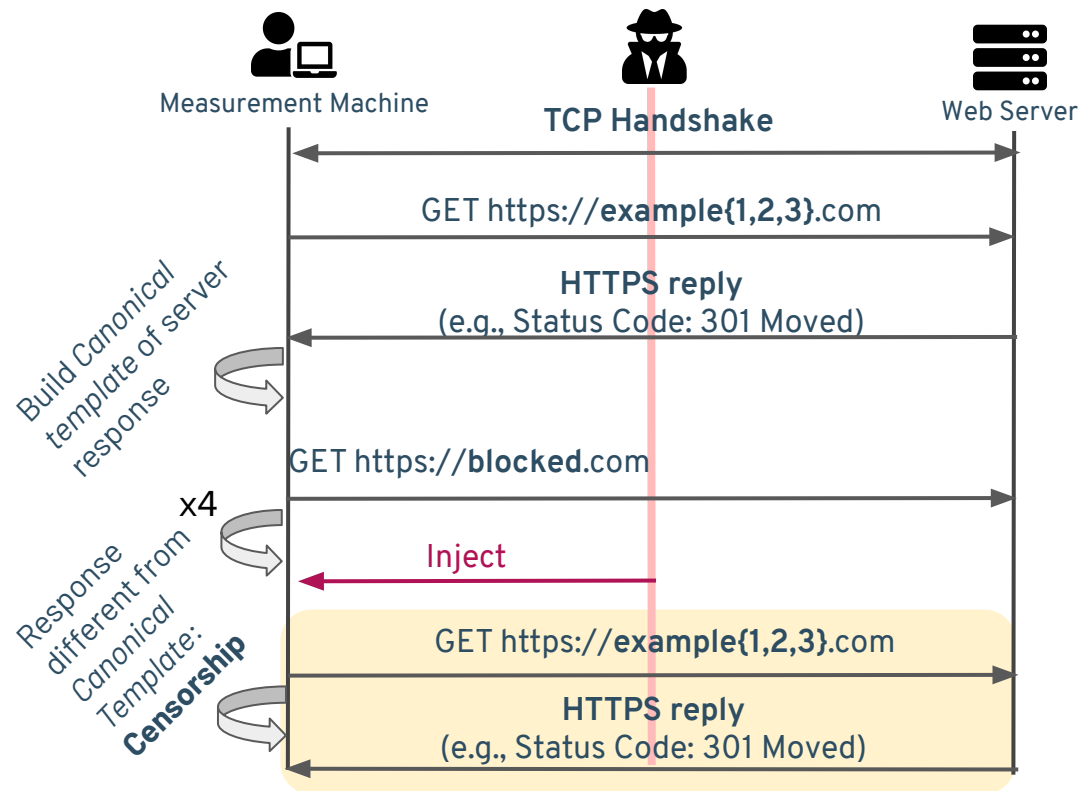 Measurement Machine
Web Server
TCP Handshake
GET https://example{1,2,3}.com
HTTPS reply
(e.g., Status Code: 301 Moved)
Build Canonical
template of server
response
GET https://blocked.com
x4
Inject
Response
different from
Canonical
Template:
Censorship
GET https://example{1,2,3}.com
HTTPS reply
(e.g., Status Code: 301 Moved)